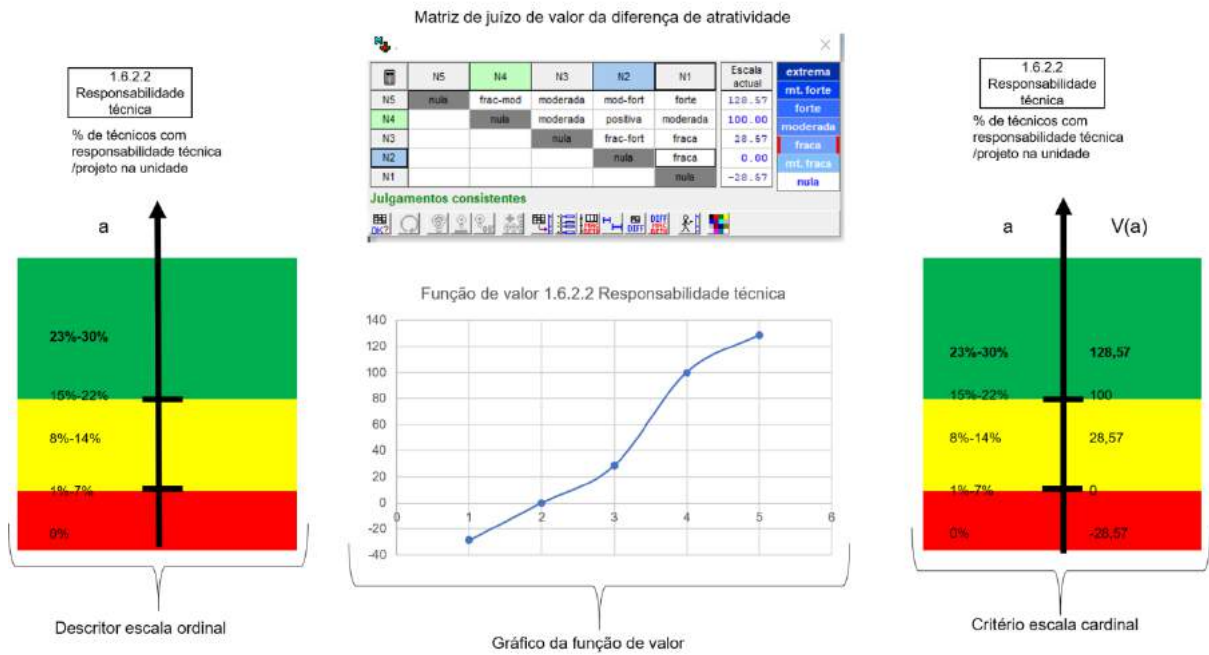 Matriz de juízo de valor da diferença de atratividade
1.6.2.2
Responsabilidade
técnica
% de técnicos com
responsabilidade técnica
/projeto na unidade
a
23%-30%
15%-22%
8%-14%
1%-7%
0%
Descritor escala ordinal
N5 N4 N3 N2 N1 Escala actual
N5 nula frac-mod moderada mod-fort forte 128.57
N4 nula moderada positiva moderada 100.00
N3 nula frac-fort fraca 28.57
N2 nula fraca 0.00
N1 nula -28.57
extrema
mt. forte
forte
moderada
fraca
mt. fraca
nula
Julgamentos consistentes
Função de valor 1.6.2.2 Responsabilidade técnica
140
120
100
80
60
40
20
0
-20
-40
0 1 2 3 4 5 6
Gráfico da função de valor
1.6.2.2
Responsabilidade
técnica
% de técnicos com
responsabilidade técnica
/projeto na unidade
a V(a)
23%-30% 128,57
15%-22% 100
8%-14% 28,57
1%-7% 0
0% -28,57
Critério escala cardinal